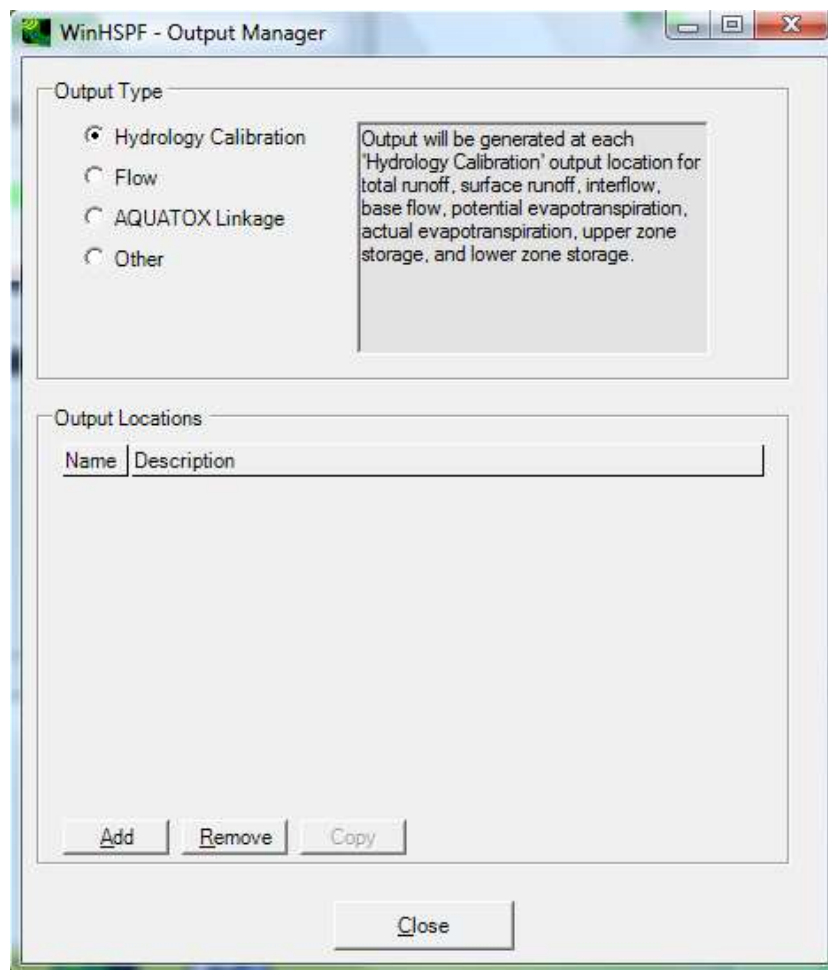 WinHSPF - Output Manager
Output Type
Hydrology Calibration
Flow
AQUATOX Linkage
Other
Output will be generated at each
'Hydrology Calibration' output location for
total runoff, surface runoff, interflow,
base flow, potential evapotranspiration,
actual evapotranspiration, upper zone
storage, and lower zone storage.
Output Locations
Name Description
Add Remove Copy
Close